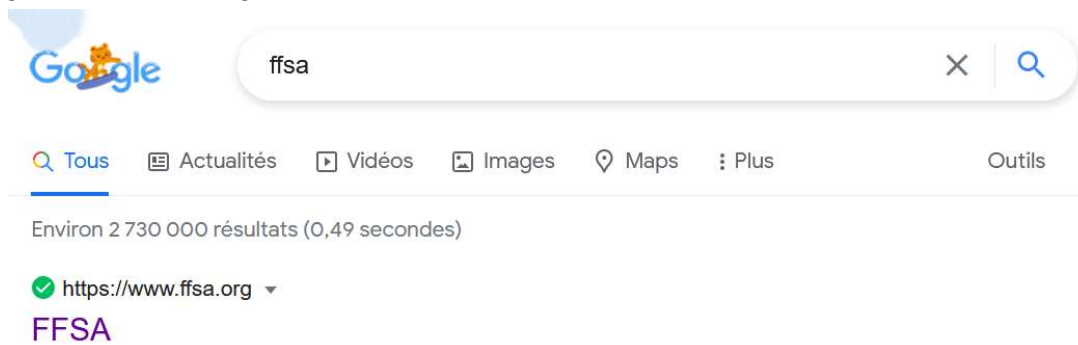 Google
ffsa
Tous Actualités Vidéos Images Maps Plus Outils
Environ 2 730 000 résultats (0,49 secondes)
https://www.ffsa.org
FFSA